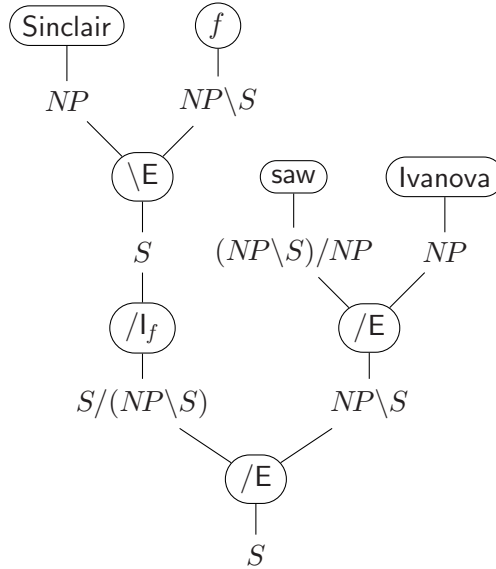 Sinclair f
NP NP\S
\E saw Ivanova
S (NP\S)/NP NP
/I_f /E
S/(NP\S) NP\S
/E
S